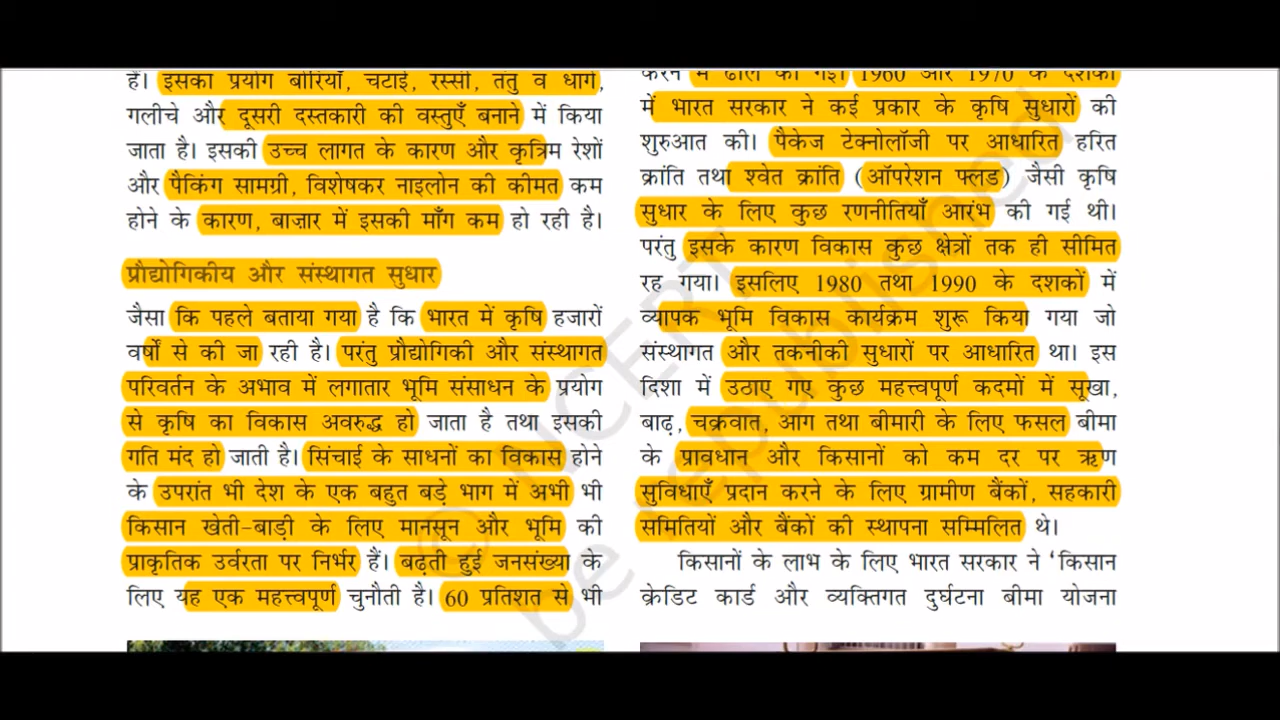 हैं। इसका प्रयोग बोरियाँ, चटाई, रस्सी, तंतु व धागे,
गलीचे और दूसरी दस्तकारी की वस्तुएँ बनाने में किया
जाता है। इसकी उच्च लागत के कारण और कृत्रिम रेशों
और पैकिंग सामग्री, विशेषकर नाइलोन की कीमत कम
होने के कारण, बाज़ार में इसकी माँग कम हो रही है।
प्रौद्योगिकीय और संस्थागत सुधार
जैसा कि पहले बताया गया है कि भारत में कृषि हजारों
वर्षों से की जा रही है। परंतु प्रौद्योगिकी और संस्थागत
परिवर्तन के अभाव में लगातार भूमि संसाधन के प्रयोग
से कृषि का विकास अवरुद्ध हो जाता है तथा इसकी
गति मंद हो जाती है। सिंचाई के साधनों का विकास होने
के उपरांत भी देश के एक बहुत बड़े भाग में अभी भी
किसान खेती-बाड़ी के लिए मानसून और भूमि की
प्राकृतिक उर्वरता पर निर्भर हैं। बढ़ती हुई जनसंख्या के
लिए यह एक महत्त्वपूर्ण चुनौती है। 60 प्रतिशत से भी
करने में ढील की गई। 1960 और 1970 के दशकों
में भारत सरकार ने कई प्रकार के कृषि सुधारों की
शुरुआत की। पैकेज टेक्नोलॉजी पर आधारित हरित
क्रांति तथा श्वेत क्रांति (ऑपरेशन फ्लड) जैसी कृषि
सुधार के लिए कुछ रणनीतियाँ आरंभ की गई थी।
परंतु इसके कारण विकास कुछ क्षेत्रों तक ही सीमित
रह गया। इसलिए 1980 तथा 1990 के दशकों में
व्यापक भूमि विकास कार्यक्रम शुरू किया गया जो
संस्थागत और तकनीकी सुधारों पर आधारित था। इस
दिशा में उठाए गए कुछ महत्त्वपूर्ण कदमों में सूखा,
बाढ़, चक्रवात, आग तथा बीमारी के लिए फसल बीमा
के प्रावधान और किसानों को कम दर पर ऋण
सुविधाएँ प्रदान करने के लिए ग्रामीण बैंकों, सहकारी
समितियों और बैंकों की स्थापना सम्मिलित थे।
किसानों के लाभ के लिए भारत सरकार ने ‘किसान
क्रेडिट कार्ड और व्यक्तिगत दुर्घटना बीमा योजना
© NCERT
be republished